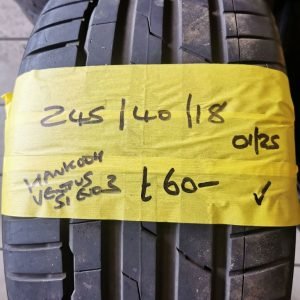 245/40/18
01/25
HANKOOK
VENTUS
S1 EVO3
£60-
✓